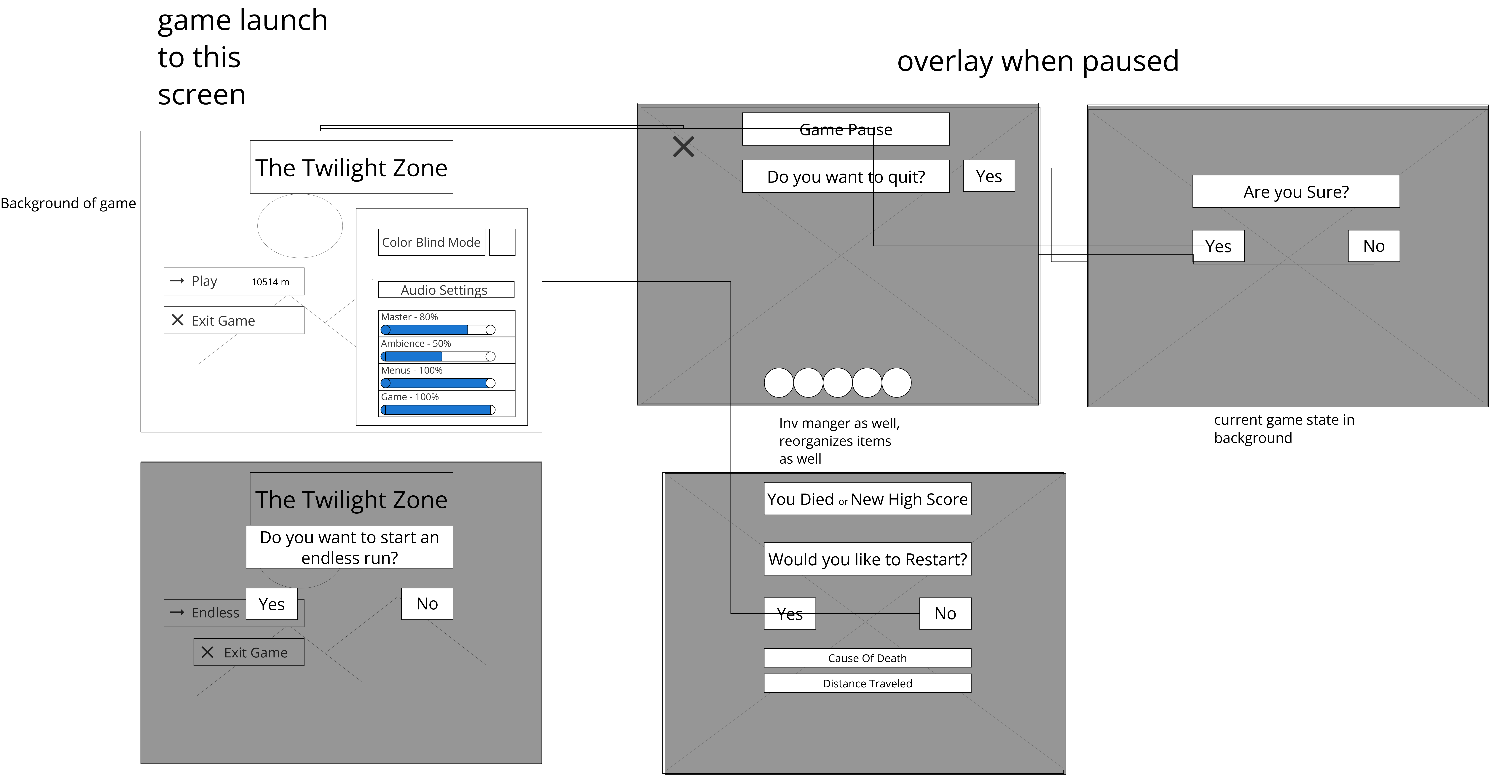 game launch
to this
screen
overlay when paused
Background of game
The Twilight Zone
Color Blind Mode
→ Play 10514 m
Audio Settings
✕ Exit Game
Master - 80%
Ambience - 50%
Menus - 100%
Game - 100%
Game Pause
Do you want to quit? Yes
Inv manger as well,
reorganizes items
as well
Are you Sure?
Yes No
current game state in
background
The Twilight Zone
Do you want to start an
endless run?
→ Endless Yes No
✕ Exit Game
You Died or New High Score
Would you like to Restart?
Yes No
Cause Of Death
Distance Traveled